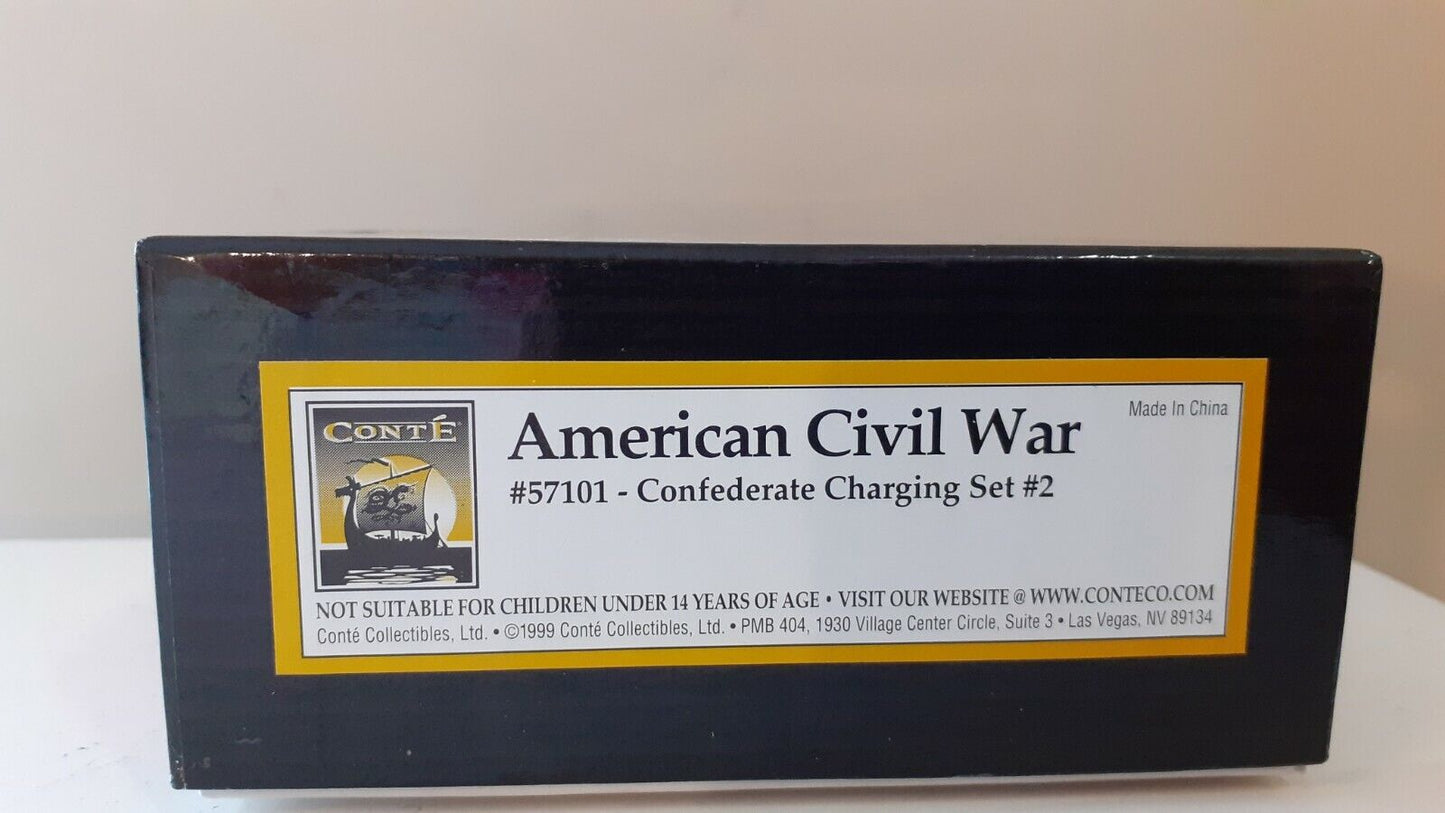 CONTÉ
American Civil War
Made In China
#57101 - Confederate Charging Set #2
NOT SUITABLE FOR CHILDREN UNDER 14 YEARS OF AGE • VISIT OUR WEBSITE @ WWW.CONTECO.COM
Conté Collectibles, Ltd. • ©1999 Conté Collectibles, Ltd. • PMB 404, 1930 Village Center Circle, Suite 3 • Las Vegas, NV 89134